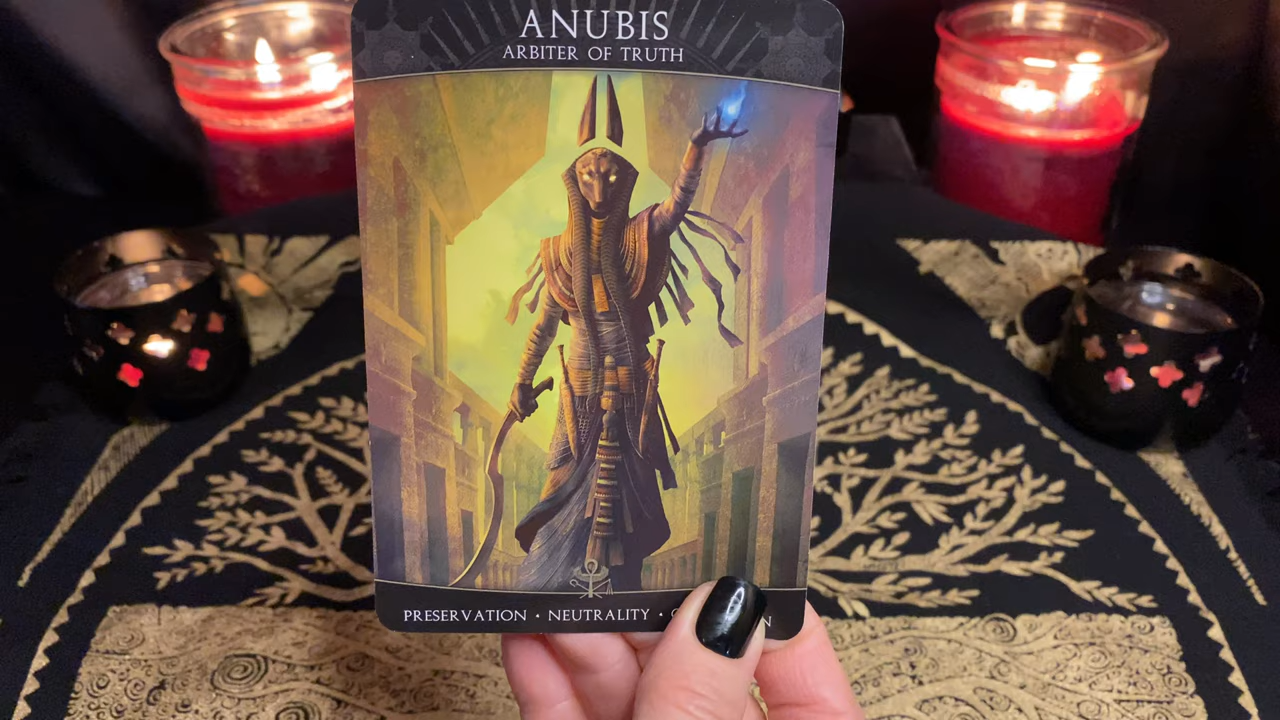 ANUBIS
ARBITER OF TRUTH
PRESERVATION • NEUTRALITY •